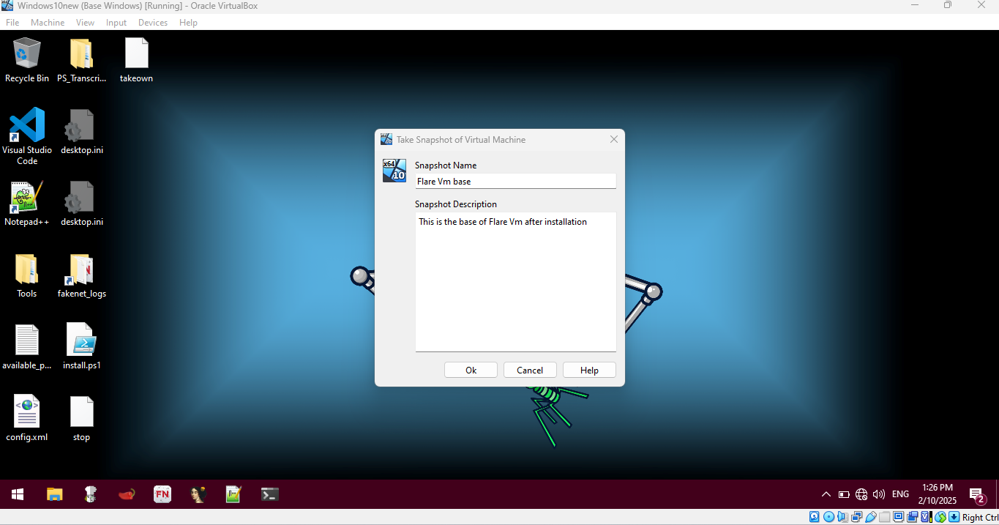 Windows10new (Base Windows) [Running] - Oracle VirtualBox
File Machine View Input Devices Help
Recycle Bin
PS_Transcri...
takeown
Visual Studio
Code
desktop.ini
Notepad++
desktop.ini
Tools
fakenet_logs
available_p...
install.ps1
config.xml
stop
Take Snapshot of Virtual Machine
x64
10
Snapshot Name
Flare Vm base
Snapshot Description
This is the base of Flare Vm after installation
Ok
Cancel
Help
FN
ENG
1:26 PM
2/10/2025
2
Right Ctrl